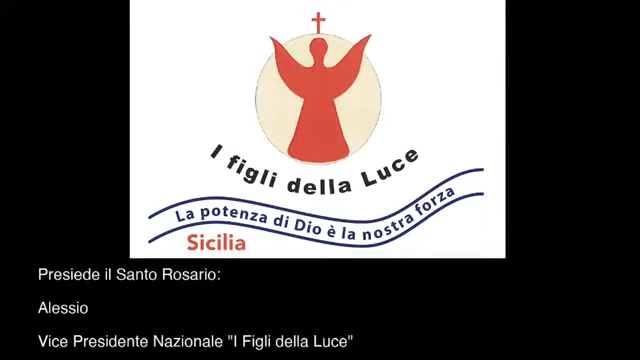 I figli della Luce
La potenza di Dio è la nostra forza
Sicilia
Presiede il Santo Rosario:
Alessio
Vice Presidente Nazionale "I Figli della Luce"